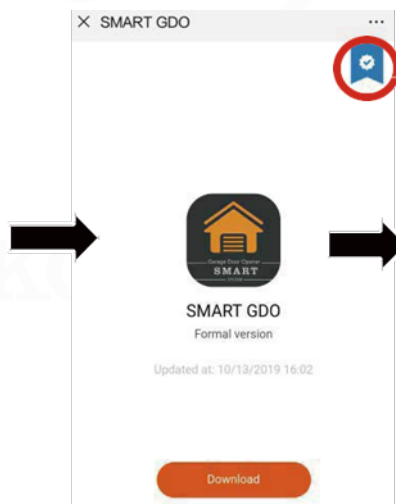 × SMART GDO ...
Garage Door Opener
SMART
SMART GDO
Formal version
Updated at: 10/13/2019 16:02
Download